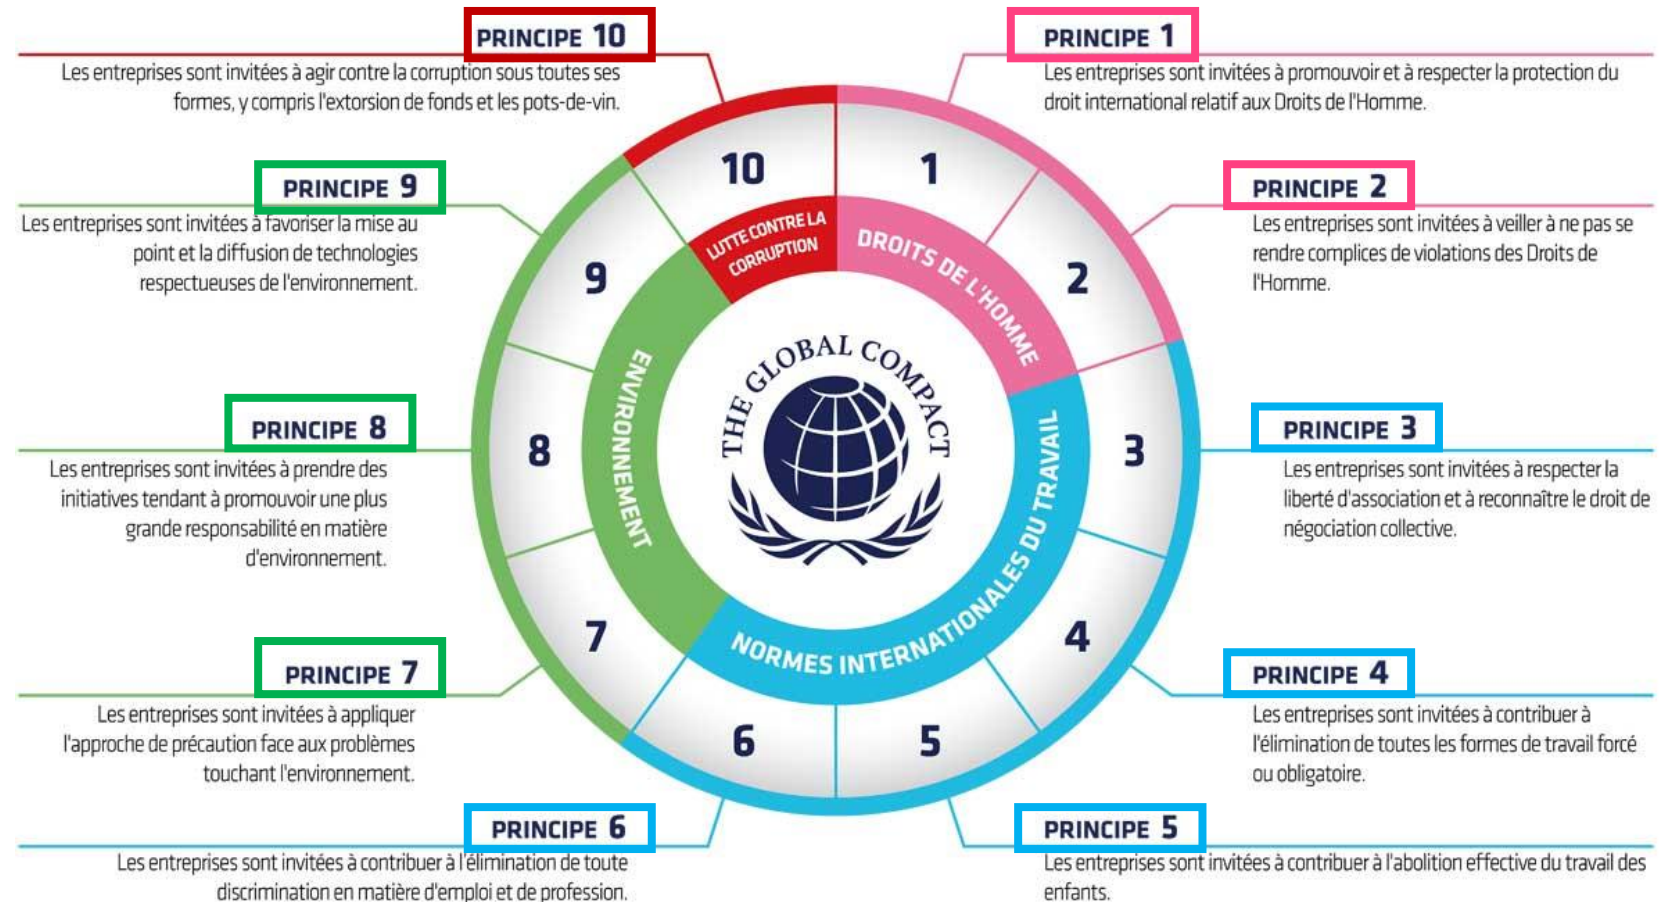 PRINCIPE 10
Les entreprises sont invitées à agir contre la corruption sous toutes ses
formes, y compris l'extorsion de fonds et les pots-de-vin.
PRINCIPE 9
Les entreprises sont invitées à favoriser la mise au
point et la diffusion de technologies
respectueuses de l'environnement.
PRINCIPE 8
Les entreprises sont invitées à prendre des
initiatives tendant à promouvoir une plus
grande responsabilité en matière
d'environnement.
PRINCIPE 7
Les entreprises sont invitées à appliquer
l'approche de précaution face aux problèmes
touchant l'environnement.
PRINCIPE 6
Les entreprises sont invitées à contribuer à l'élimination de toute
discrimination en matière d'emploi et de profession.
10
1
9
2
8
3
7
4
6
5
LUTTE CONTRE LA
CORRUPTION
DROITS DE L'HOMME
ENVIRONNEMENT
NORMES INTERNATIONALES DU TRAVAIL
THE GLOBAL COMPACT
PRINCIPE 1
Les entreprises sont invitées à promouvoir et à respecter la protection du
droit international relatif aux Droits de l'Homme.
PRINCIPE 2
Les entreprises sont invitées à veiller à ne pas se
rendre complices de violations des Droits de
l'Homme.
PRINCIPE 3
Les entreprises sont invitées à respecter la
liberté d'association et à reconnaître le droit de
négociation collective.
PRINCIPE 4
Les entreprises sont invitées à contribuer à
l'élimination de toutes les formes de travail forcé
ou obligatoire.
PRINCIPE 5
Les entreprises sont invitées à contribuer à l'abolition effective du travail des
enfants.